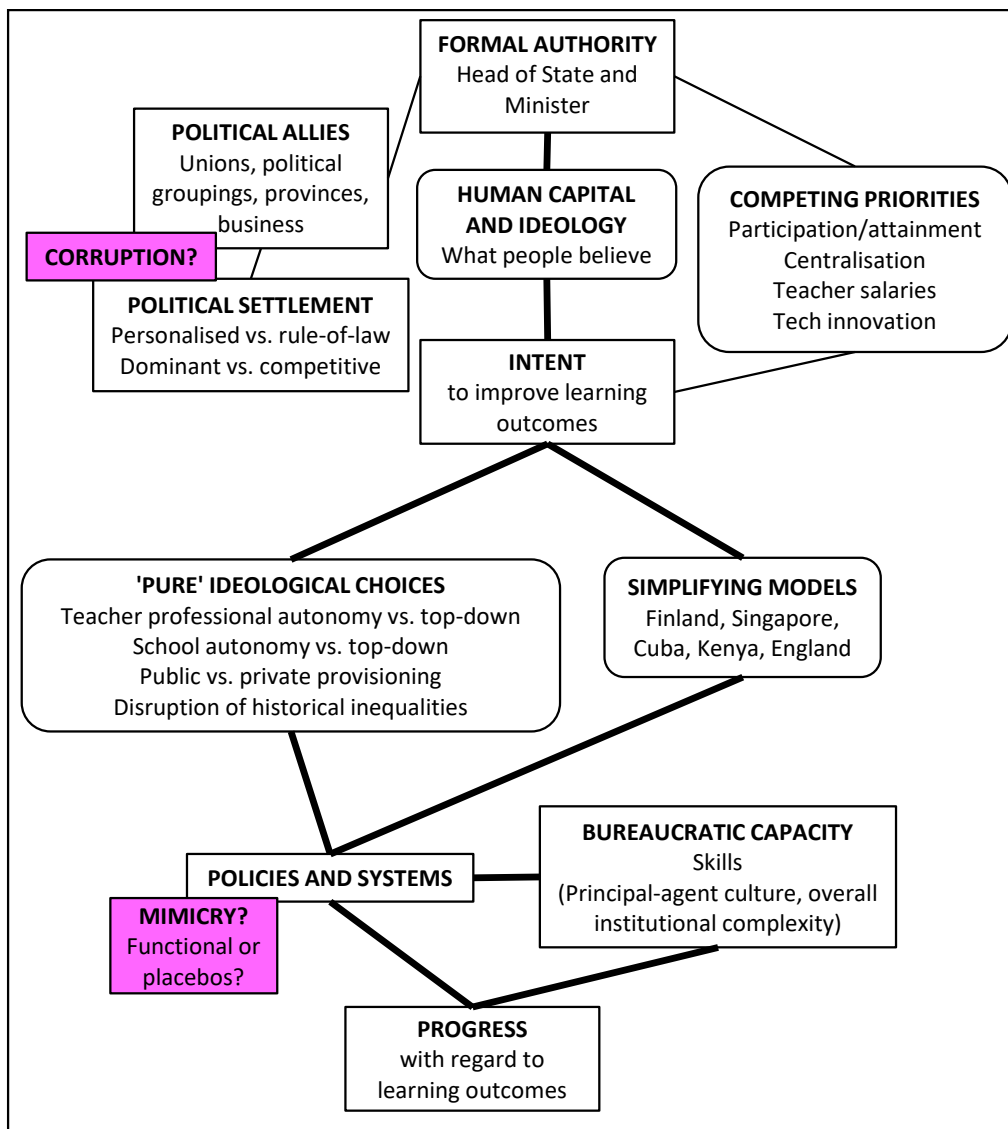 FORMAL AUTHORITY
Head of State and
Minister
POLITICAL ALLIES
Unions, political
groupings, provinces,
business
CORRUPTION?
POLITICAL SETTLEMENT
Personalised vs. rule-of-law
Dominant vs. competitive
HUMAN CAPITAL
AND IDEOLOGY
What people believe
COMPETING PRIORITIES
Participation/attainment
Centralisation
Teacher salaries
Tech innovation
INTENT
to improve learning
outcomes
'PURE' IDEOLOGICAL CHOICES
Teacher professional autonomy vs. top-down
School autonomy vs. top-down
Public vs. private provisioning
Disruption of historical inequalities
SIMPLIFYING MODELS
Finland, Singapore,
Cuba, Kenya, England
BUREAUCRATIC CAPACITY
Skills
(Principal-agent culture, overall
institutional complexity)
POLICIES AND SYSTEMS
MIMICRY?
Functional or
placebos?
PROGRESS
with regard to
learning outcomes